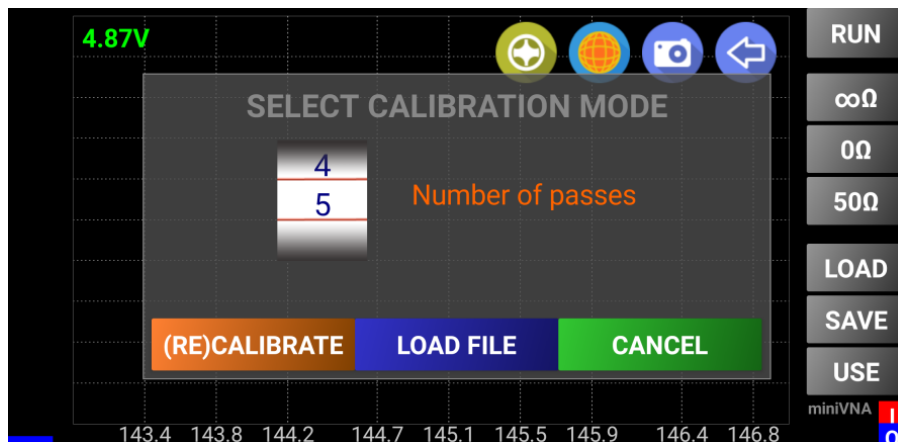 4.87V
RUN
SELECT CALIBRATION MODE
∞Ω
4
0Ω
5
Number of passes
50Ω
LOAD
SAVE
(RE)CALIBRATE
LOAD FILE
CANCEL
USE
miniVNA
I
O
143.4 143.8 144.2 144.7 145.1 145.5 145.9 146.4 146.8